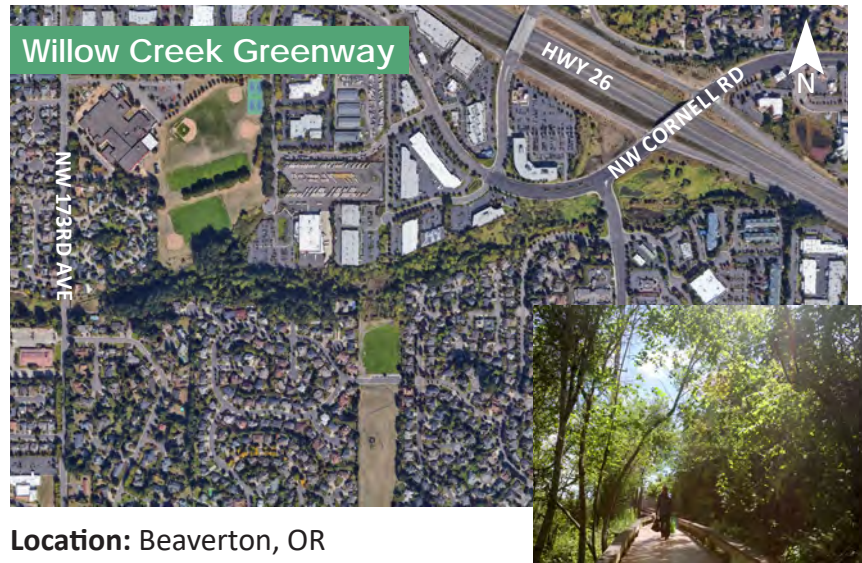 Willow Creek Greenway
HWY 26
N
NW CORNELL RD
NW 173RD AVE
Location: Beaverton, OR